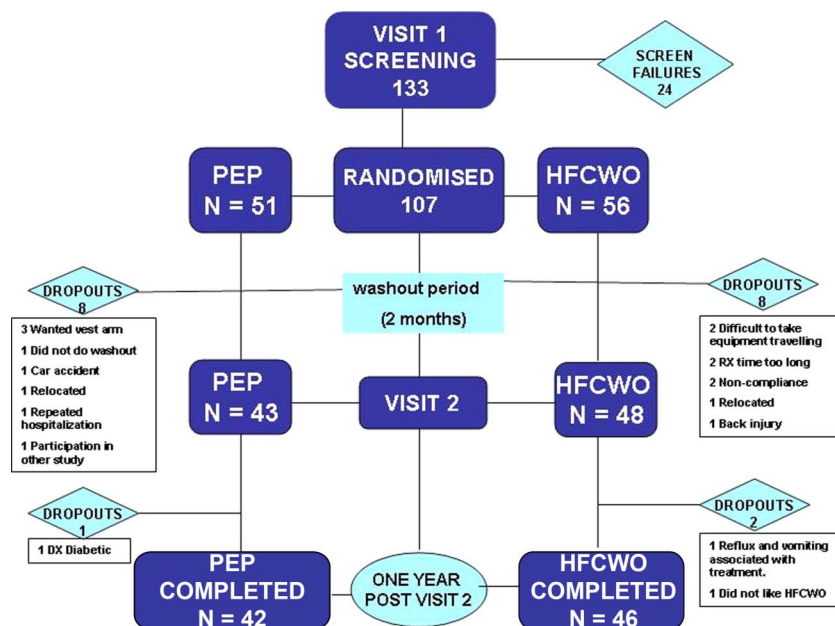 VISIT 1
SCREENING
133
SCREEN
FAILURES
24
PEP
N = 51
RANDOMISED
107
HFCWO
N = 56
DROPOUTS
8
washout period
(2 months)
DROPOUTS
8
3 Wanted vest arm
1 Did not do washout
1 Car accident
1 Relocated
1 Repeated
hospitalization
1 Participation in
other study
2 Difficult to take
equipment travelling
2 RX time too long
2 Non-compliance
1 Relocated
1 Back injury
PEP
N = 43
VISIT 2
HFCWO
N = 48
DROPOUTS
1
1 DX Diabetic
DROPOUTS
2
1 Reflux and vomiting
associated with
treatment.
1 Did not like HFCWO
PEP
COMPLETED
N = 42
ONE YEAR
POST VISIT 2
HFCWO
COMPLETED
N = 46